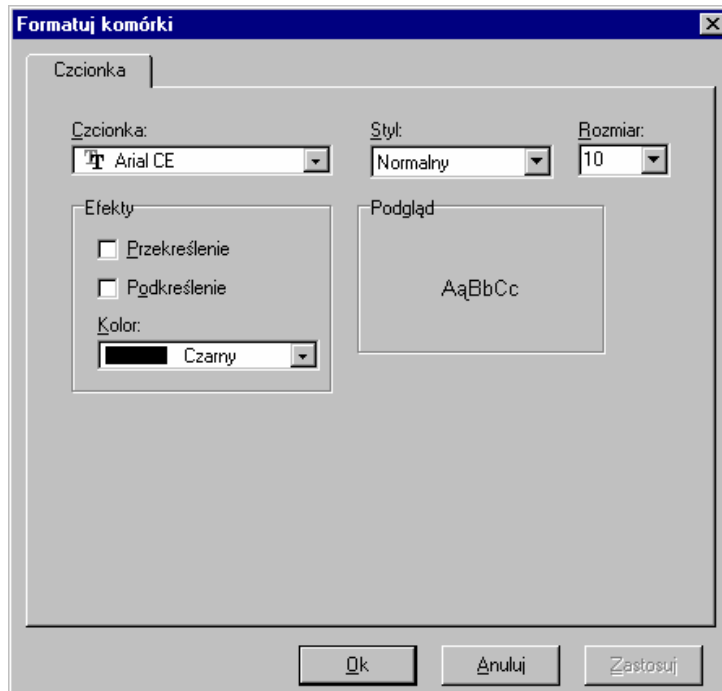 Formatuj komórki
Czcionka
Czcionka: Styl: Rozmiar:
Arial CE Normalny 10
Efekty Podgląd
Przekreślenie
Podkreślenie AąBbCc
Kolor:
Czarny
Ok Anuluj Zastosuj